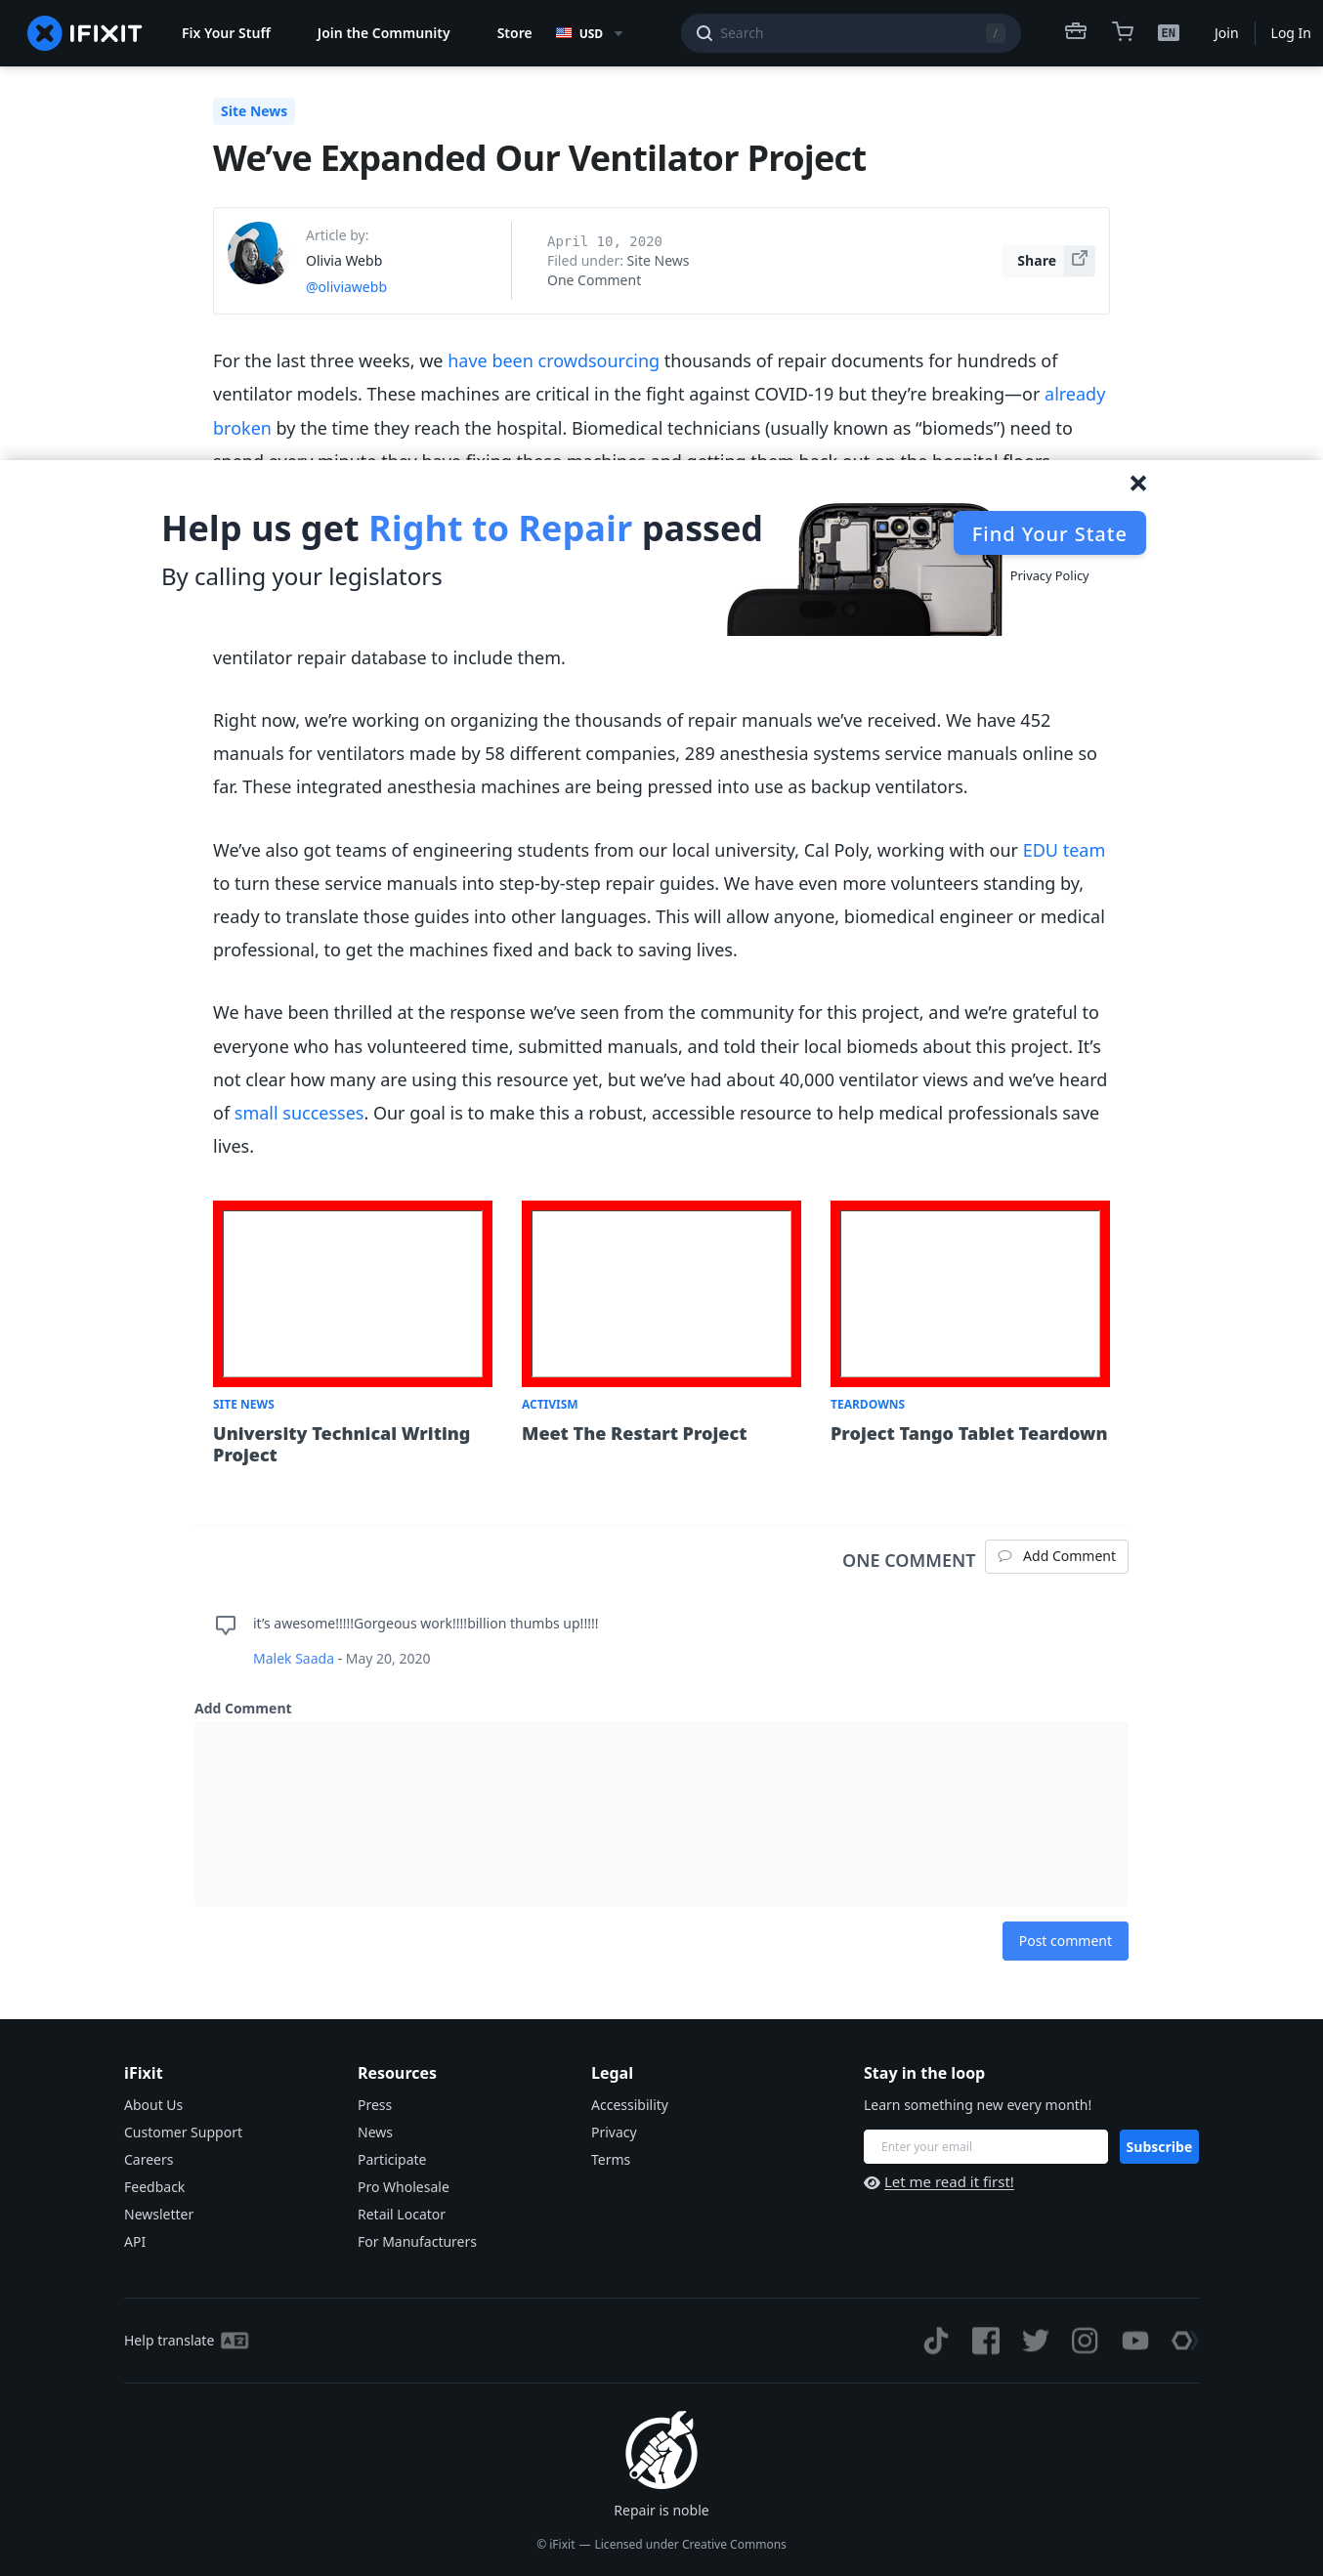 IFIXIT
Fix Your Stuff
Join the Community
Store
USD
Search
/
EN
Join
Log In
Site News
We’ve Expanded Our Ventilator Project
Article by:
Olivia Webb
@oliviawebb
April 10, 2020
Filed under: Site News
One Comment
Share
For the last three weeks, we have been crowdsourcing thousands of repair documents for hundreds of
ventilator models. These machines are critical in the fight against COVID-19 but they’re breaking—or already
broken by the time they reach the hospital. Biomedical technicians (usually known as “biomeds”) need to
spend every minute they have fixing these machines and getting them back out on the hospital floors
Help us get Right to Repair passed
By calling your legislators
Find Your State
Privacy Policy
ventilator repair database to include them.
Right now, we’re working on organizing the thousands of repair manuals we’ve received. We have 452
manuals for ventilators made by 58 different companies, 289 anesthesia systems service manuals online so
far. These integrated anesthesia machines are being pressed into use as backup ventilators.
We’ve also got teams of engineering students from our local university, Cal Poly, working with our EDU team
to turn these service manuals into step-by-step repair guides. We have even more volunteers standing by,
ready to translate those guides into other languages. This will allow anyone, biomedical engineer or medical
professional, to get the machines fixed and back to saving lives.
We have been thrilled at the response we’ve seen from the community for this project, and we’re grateful to
everyone who has volunteered time, submitted manuals, and told their local biomeds about this project. It’s
not clear how many are using this resource yet, but we’ve had about 40,000 ventilator views and we’ve heard
of small successes. Our goal is to make this a robust, accessible resource to help medical professionals save
lives.
SITE NEWS
University Technical Writing
Project
ACTIVISM
Meet The Restart Project
TEARDOWNS
Project Tango Tablet Teardown
ONE COMMENT
Add Comment
it’s awesome!!!!!Gorgeous work!!!!billion thumbs up!!!!!
Malek Saada - May 20, 2020
Add Comment
Post comment
iFixit
About Us
Customer Support
Careers
Feedback
Newsletter
API
Resources
Press
News
Participate
Pro Wholesale
Retail Locator
For Manufacturers
Legal
Accessibility
Privacy
Terms
Stay in the loop
Learn something new every month!
Enter your email
Subscribe
Let me read it first!
Help translate
Repair is noble
© iFixit — Licensed under Creative Commons